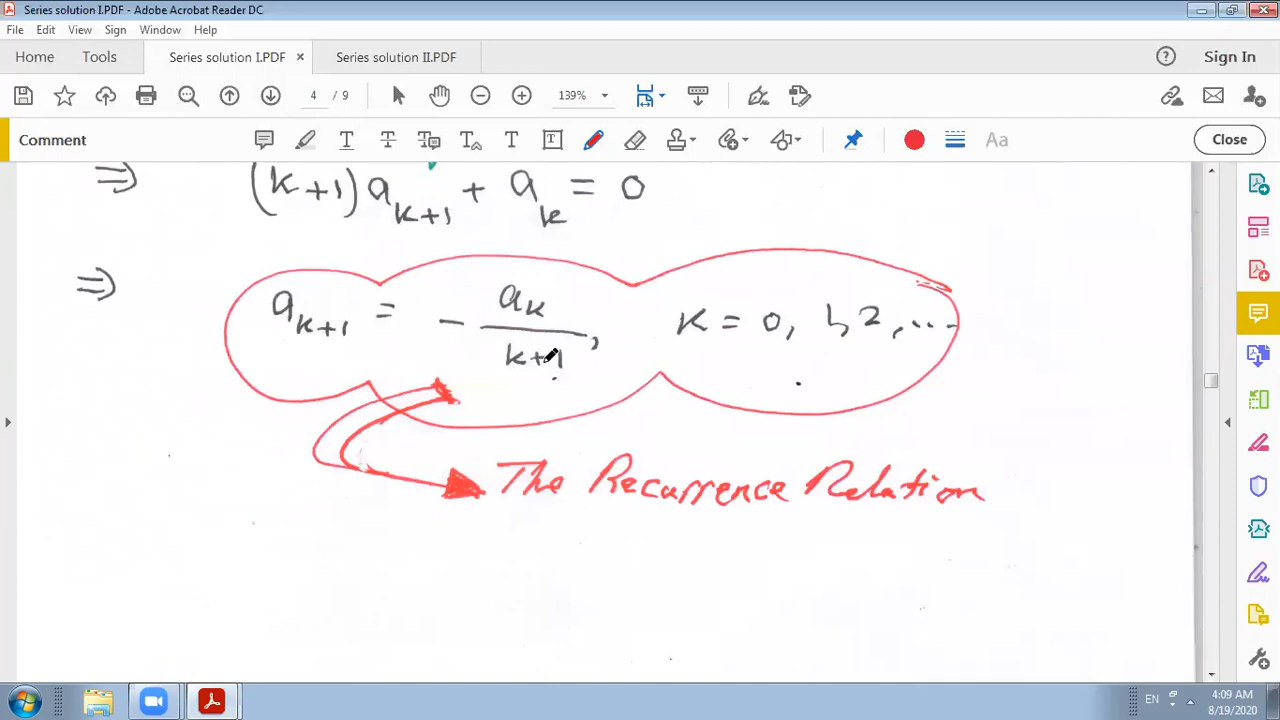 Series solution I.PDF - Adobe Acrobat Reader DC
File Edit View Sign Window Help
Home Tools Series solution I.PDF × Series solution II.PDF ? Sign In
4 / 9 139%
Comment T T T T Aa Close
⇒ (k+1)a_{k+1} + a_k = 0
⇒ a_{k+1} = - a_k/(k+1), k = 0, 1, 2, ...
The Recurrence Relation
EN 4:09 AM
8/19/2020